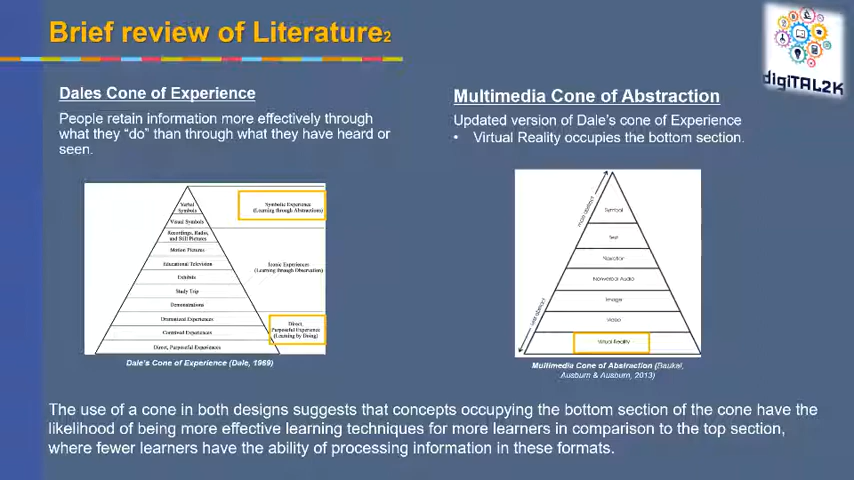 Brief review of Literature2
digiTAL2K
Dales Cone of Experience
People retain information more effectively through
what they “do” than through what they have heard or
seen.
Verbal
Symbols
Visual Symbols
Recordings, Radio,
and Still Pictures
Motion Pictures
Educational Television
Exhibits
Study Trip
Demonstrations
Dramatized Experiences
Contrived Experiences
Direct, Purposeful Experiences
Symbolic Experience
(Learning through Abstractions)
Iconic Experiences
(Learning through Observation)
Direct,
Purposeful Experience
(Learning by Doing)
Dale's Cone of Experience (Dale, 1969)
Multimedia Cone of Abstraction
Updated version of Dale’s cone of Experience
• Virtual Reality occupies the bottom section.
more abstract
less abstract
Symbol
Text
Narration
Nonverbal Audio
Image
Video
Virtual Reality
Multimedia Cone of Abstraction (Baukal,
Ausburn & Ausburn, 2013)
The use of a cone in both designs suggests that concepts occupying the bottom section of the cone have the
likelihood of being more effective learning techniques for more learners in comparison to the top section,
where fewer learners have the ability of processing information in these formats.